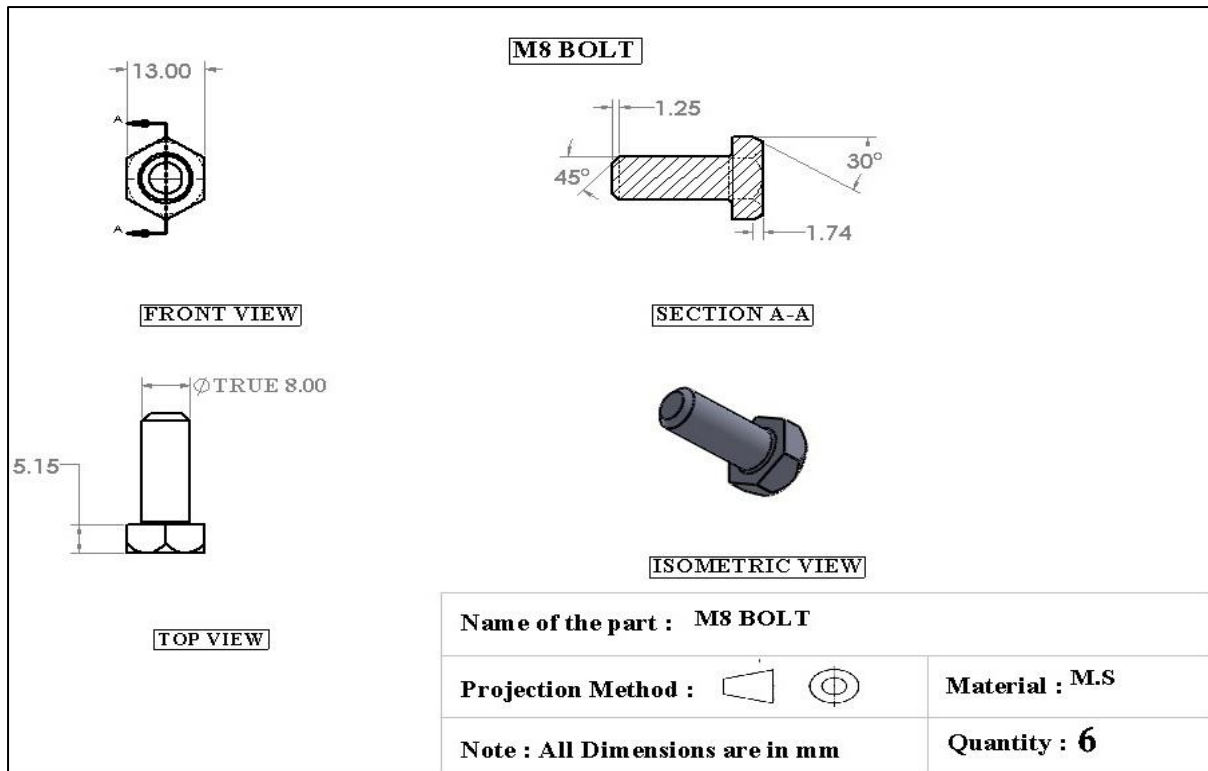 M8 BOLT
13.00
A
A
FRONT VIEW
1.25
45°
30°
1.74
SECTION A-A
⌀TRUE 8.00
5.15
TOP VIEW
ISOMETRIC VIEW
Name of the part : M8 BOLT
Projection Method :
Material : M.S
Note : All Dimensions are in mm
Quantity : 6